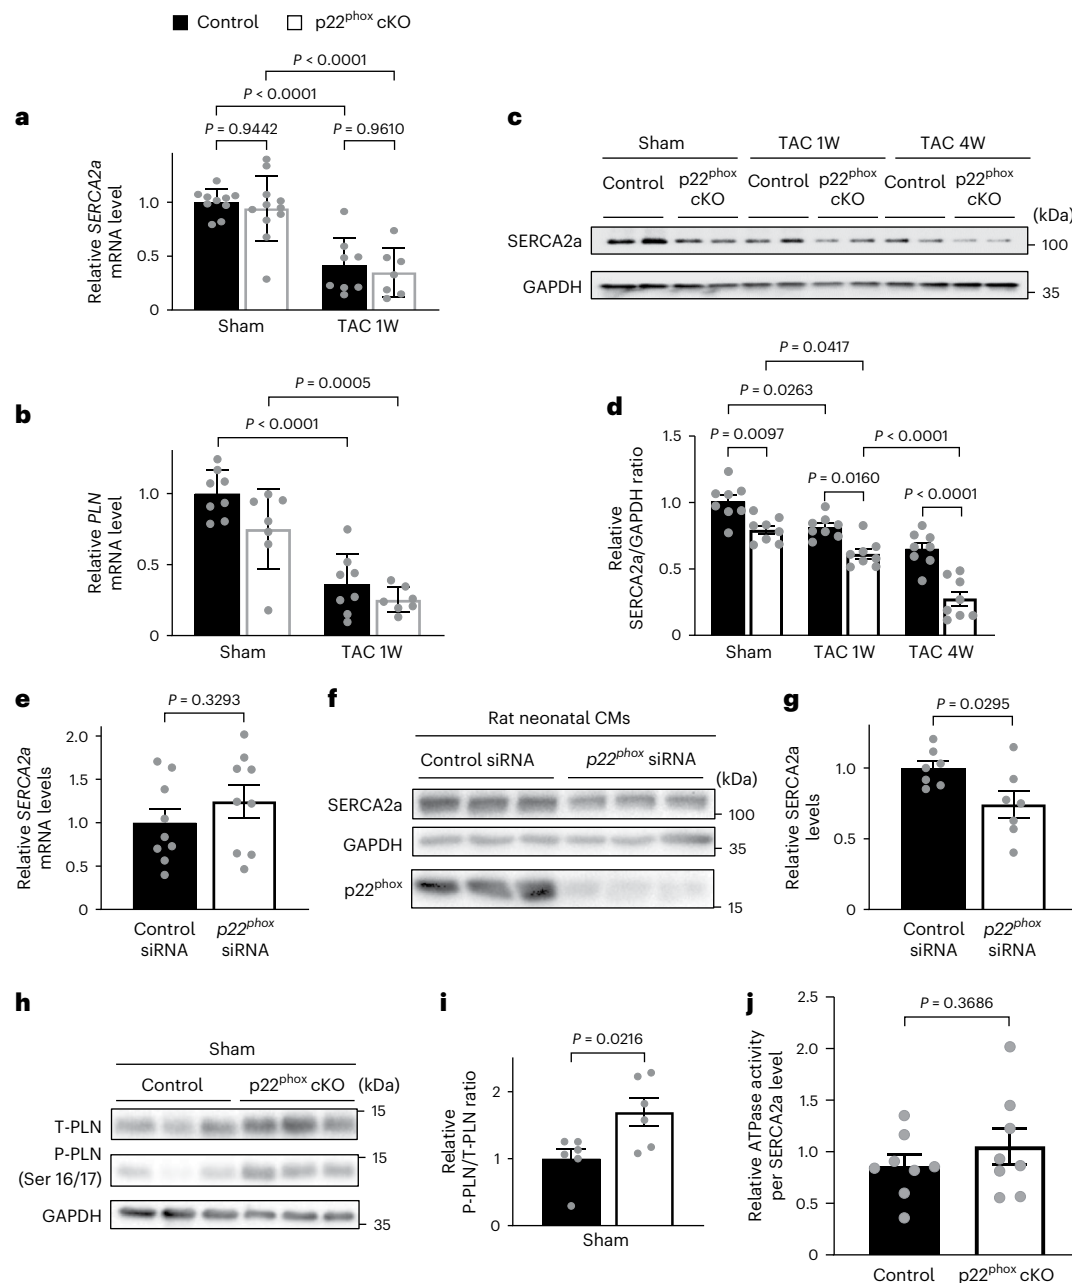 Control p22phox cKO
a
P < 0.0001
P < 0.0001
P = 0.9442 P = 0.9610
Relative SERCA2a
mRNA level
1.0
0.5
0
Sham TAC 1W
b
P = 0.0005
P < 0.0001
Relative PLN
mRNA level
1.0
0.5
0
Sham TAC 1W
c
Sham TAC 1W TAC 4W
Control p22phox cKO Control p22phox cKO Control p22phox cKO
(kDa)
SERCA2a 100
GAPDH 35
d
P = 0.0417
P = 0.0263
P = 0.0097 P < 0.0001
P = 0.0160 P < 0.0001
Relative
SERCA2a/GAPDH ratio
1.5
1.0
0.5
0
Sham TAC 1W TAC 4W
e
P = 0.3293
Relative SERCA2a
mRNA levels
2.0
1.5
1.0
0.5
0
Control siRNA p22phox siRNA
f
Rat neonatal CMs
Control siRNA p22phox siRNA
(kDa)
SERCA2a 100
GAPDH 35
p22phox 15
g
P = 0.0295
Relative SERCA2a
levels
1.0
0.5
0
Control siRNA p22phox siRNA
h
Sham
Control p22phox cKO (kDa)
T-PLN 15
P-PLN 15
(Ser 16/17)
GAPDH 35
i
P = 0.0216
Relative
P-PLN/T-PLN ratio
2
1
0
Sham
j
P = 0.3686
Relative ATPase activity
per SERCA2a level
2.5
2.0
1.5
1.0
0.5
0
Control p22phox cKO